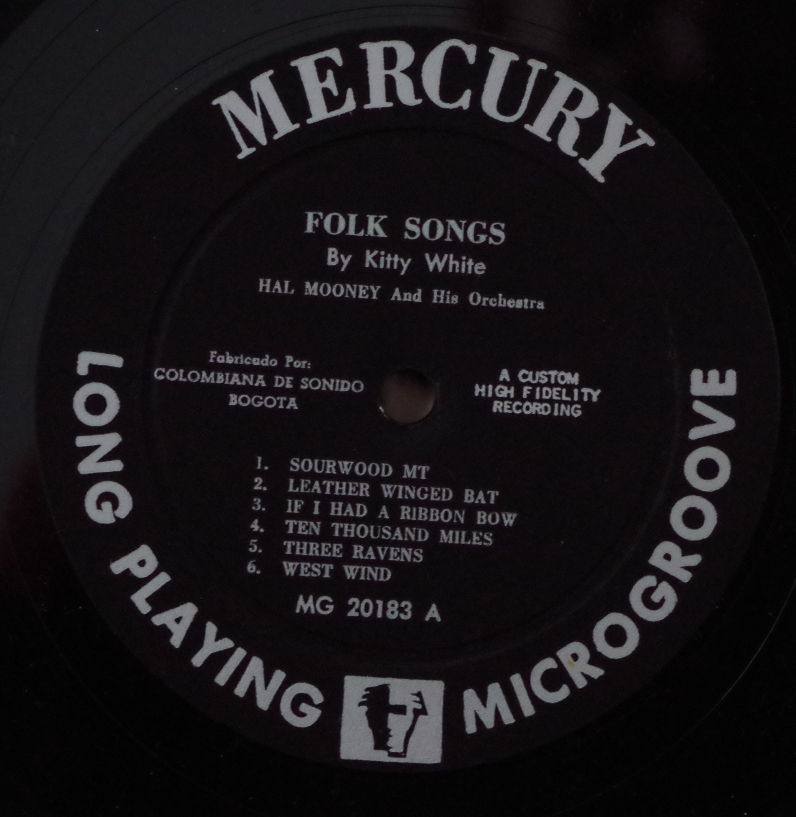 MERCURY
FOLK SONGS
By Kitty White
HAL MOONEY And His Orchestra
Fabricado Por:
COLOMBIANA DE SONIDO
BOGOTA
A CUSTOM
HIGH FIDELITY
RECORDING
1. SOURWOOD MT
2. LEATHER WINGED BAT
3. IF I HAD A RIBBON BOW
4. TEN THOUSAND MILES
5. THREE RAVENS
6. WEST WIND
MG 20183 A
LONG PLAYING MICROGROOVE